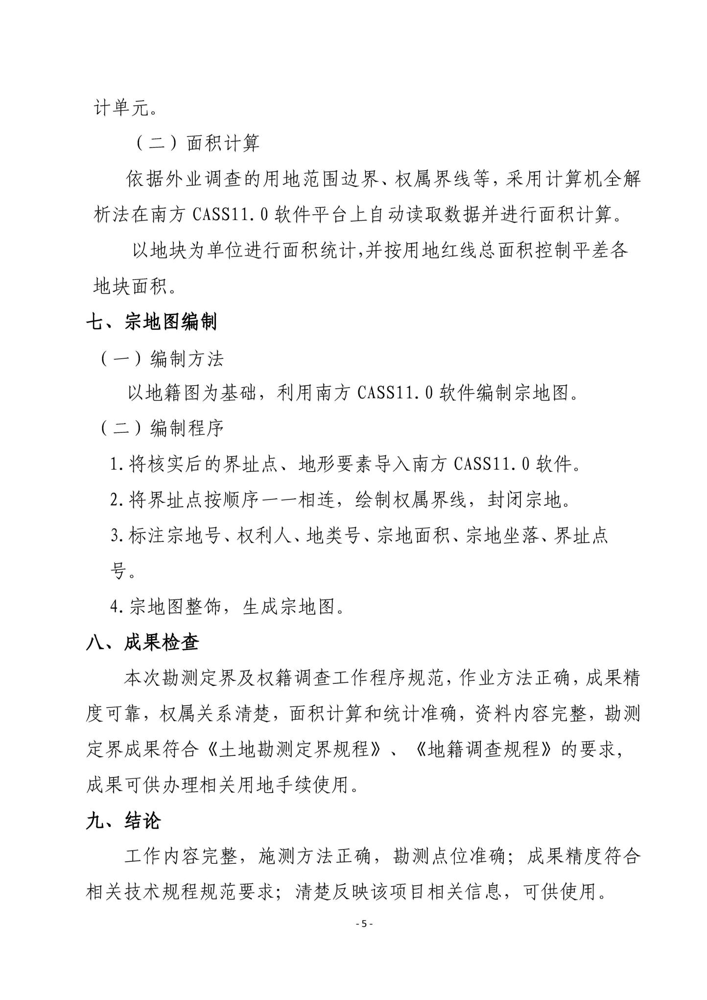 计单元。
（二）面积计算
依据外业调查的用地范围边界、权属界线等，采用计算机全解
析法在南方 CASS11.0 软件平台上自动读取数据并进行面积计算。
以地块为单位进行面积统计，并按用地红线总面积控制平差各
地块面积。
七、宗地图编制
（一）编制方法
以地籍图为基础，利用南方 CASS11.0 软件编制宗地图。
（二）编制程序
1.将核实后的界址点、地形要素导入南方 CASS11.0 软件。
2.将界址点按顺序一一相连，绘制权属界线，封闭宗地。
3.标注宗地号、权利人、地类号、宗地面积、宗地坐落、界址点
号。
4.宗地图整饰，生成宗地图。
八、成果检查
本次勘测定界及权籍调查工作程序规范，作业方法正确，成果精
度可靠，权属关系清楚，面积计算和统计准确，资料内容完整，勘测
定界成果符合《土地勘测定界规程》、《地籍调查规程》的要求，
成果可供办理相关用地手续使用。
九、结论
工作内容完整，施测方法正确，勘测点位准确；成果精度符合
相关技术规程规范要求；清楚反映该项目相关信息，可供使用。
- 5 -